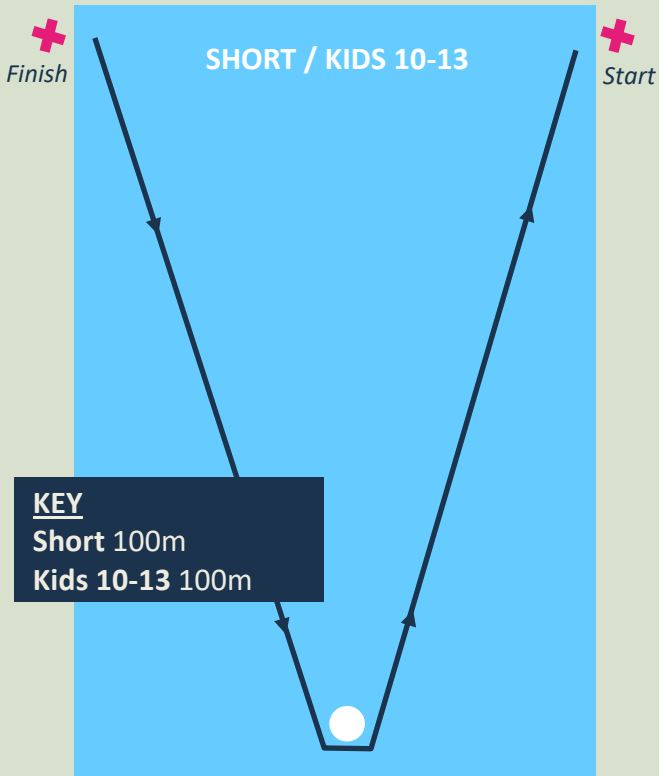 SHORT / KIDS 10-13
Finish
Start
KEY
Short 100m
Kids 10-13 100m